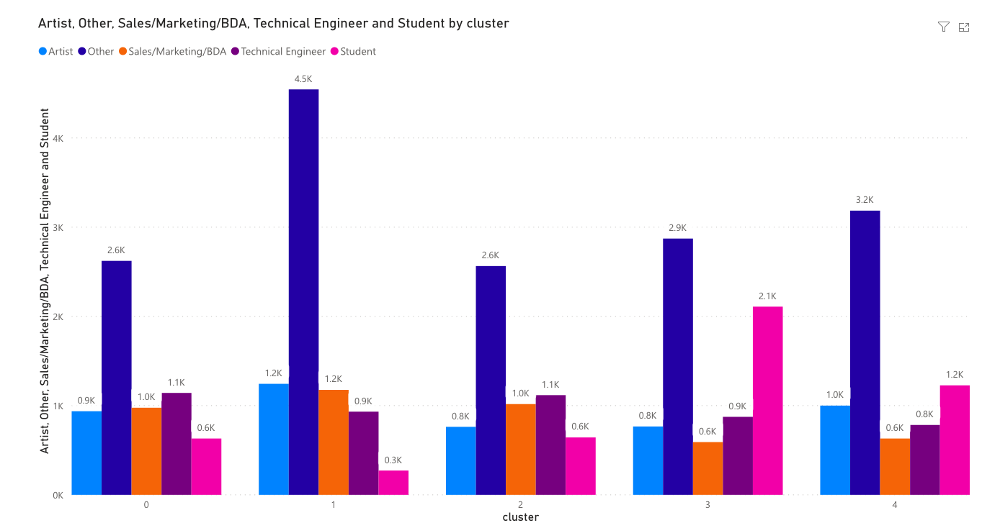 Artist, Other, Sales/Marketing/BDA, Technical Engineer and Student by cluster
Artist Other Sales/Marketing/BDA Technical Engineer Student
Artist, Other, Sales/Marketing/BDA, Technical Engineer and Student
4K
3K
2K
1K
0K
0.9K
2.6K
1.0K
1.1K
0.6K
1.2K
4.5K
1.2K
0.9K
0.3K
0.8K
2.6K
1.0K
1.1K
0.6K
0.8K
2.9K
0.6K
0.9K
2.1K
1.0K
3.2K
0.6K
0.8K
1.2K
0 1 2 3 4
cluster